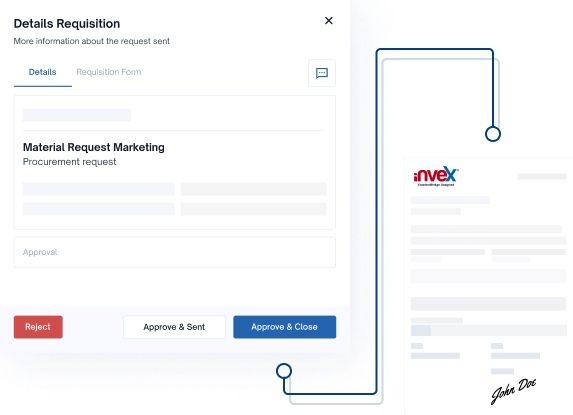 Details Requisition
More information about the request sent
Details
Requisition Form
Material Request Marketing
Procurement request
Approval
Reject
Approve & Sent
Approve & Close
invex
John Doe